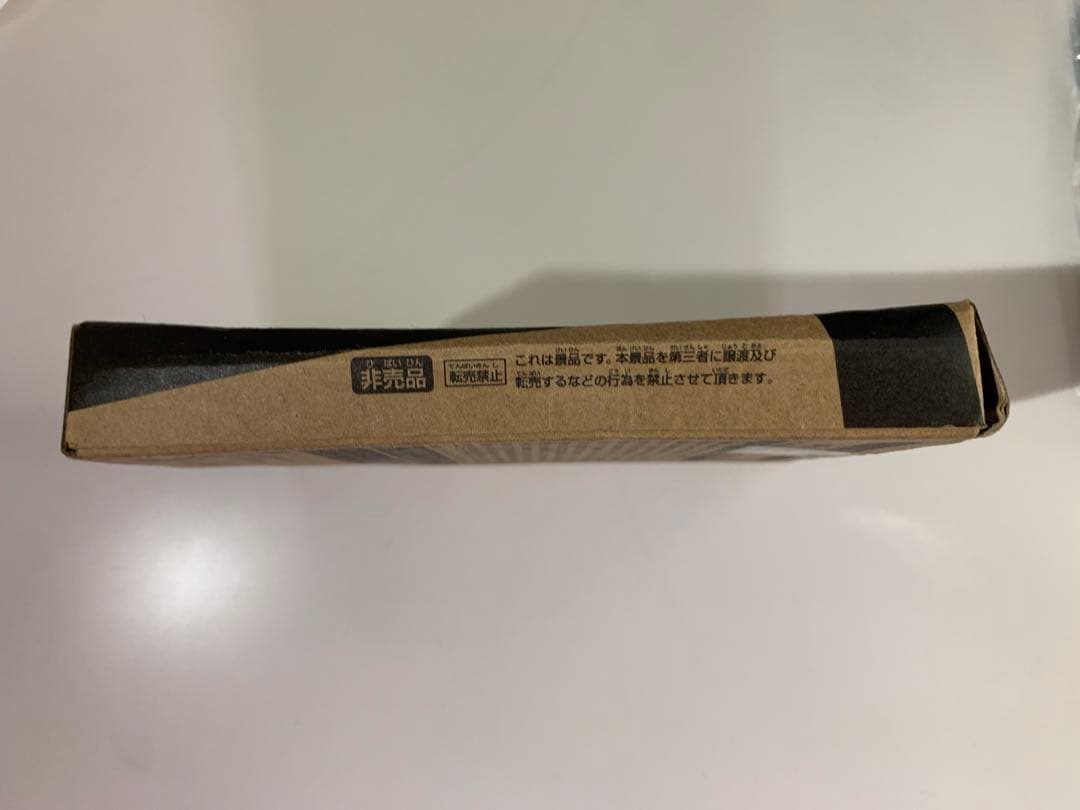 非売品
転売禁止
これは景品です。本景品を第三者に譲渡及び
転売するなどの行為を禁止させて頂きます。